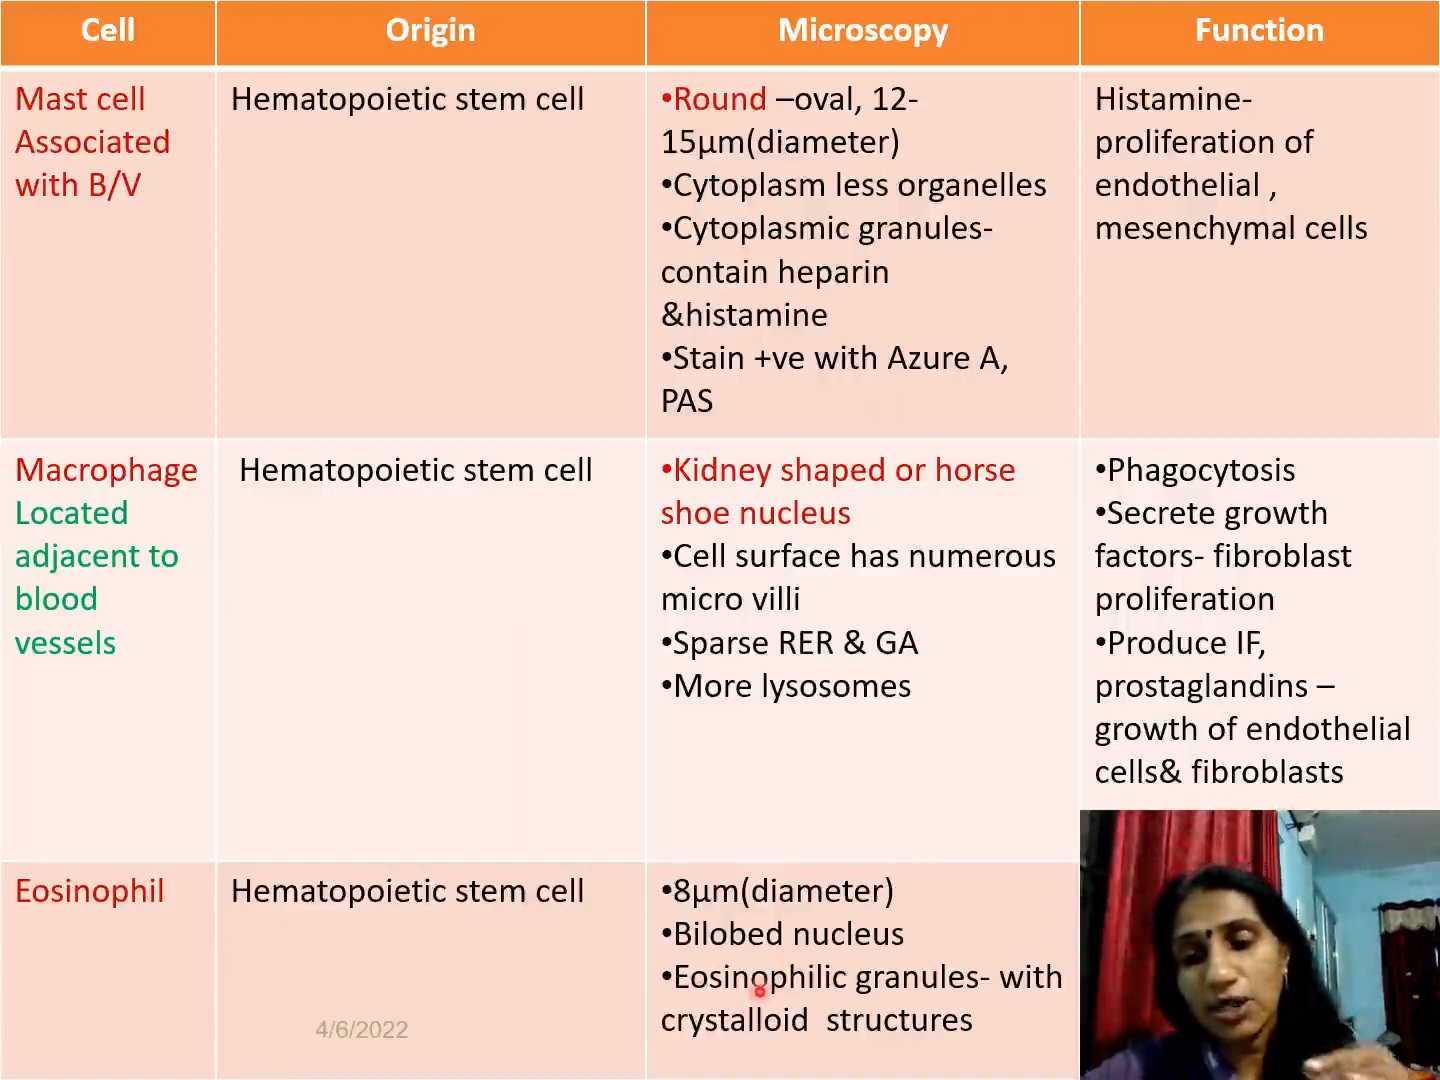 Cell
Origin
Microscopy
Function
Mast cell
Associated
with B/V
Hematopoietic stem cell
•Round –oval, 12-
15μm(diameter)
•Cytoplasm less organelles
•Cytoplasmic granules-
contain heparin
&histamine
•Stain +ve with Azure A,
PAS
Histamine-
proliferation of
endothelial ,
mesenchymal cells
Macrophage
Located
adjacent to
blood
vessels
Hematopoietic stem cell
•Kidney shaped or horse
shoe nucleus
•Cell surface has numerous
micro villi
•Sparse RER & GA
•More lysosomes
•Phagocytosis
•Secrete growth
factors- fibroblast
proliferation
•Produce IF,
prostaglandins –
growth of endothelial
cells& fibroblasts
Eosinophil
Hematopoietic stem cell
•8μm(diameter)
•Bilobed nucleus
•Eosinophilic granules- with
crystalloid structures
4/6/2022